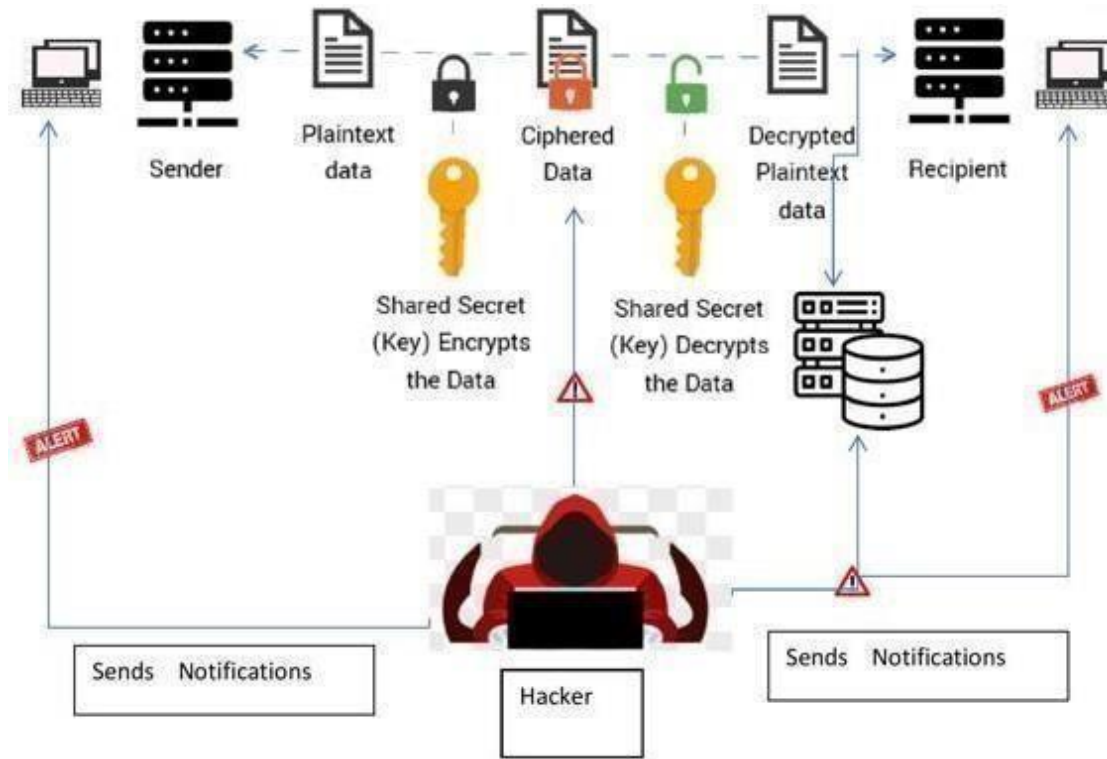 Sender
Plaintext
data
Ciphered
Data
Decrypted
Plaintext
data
Recipient
Shared Secret
(Key) Encrypts
the Data
Shared Secret
(Key) Decrypts
the Data
ALERT
ALERT
Sends Notifications
Hacker
Sends Notifications